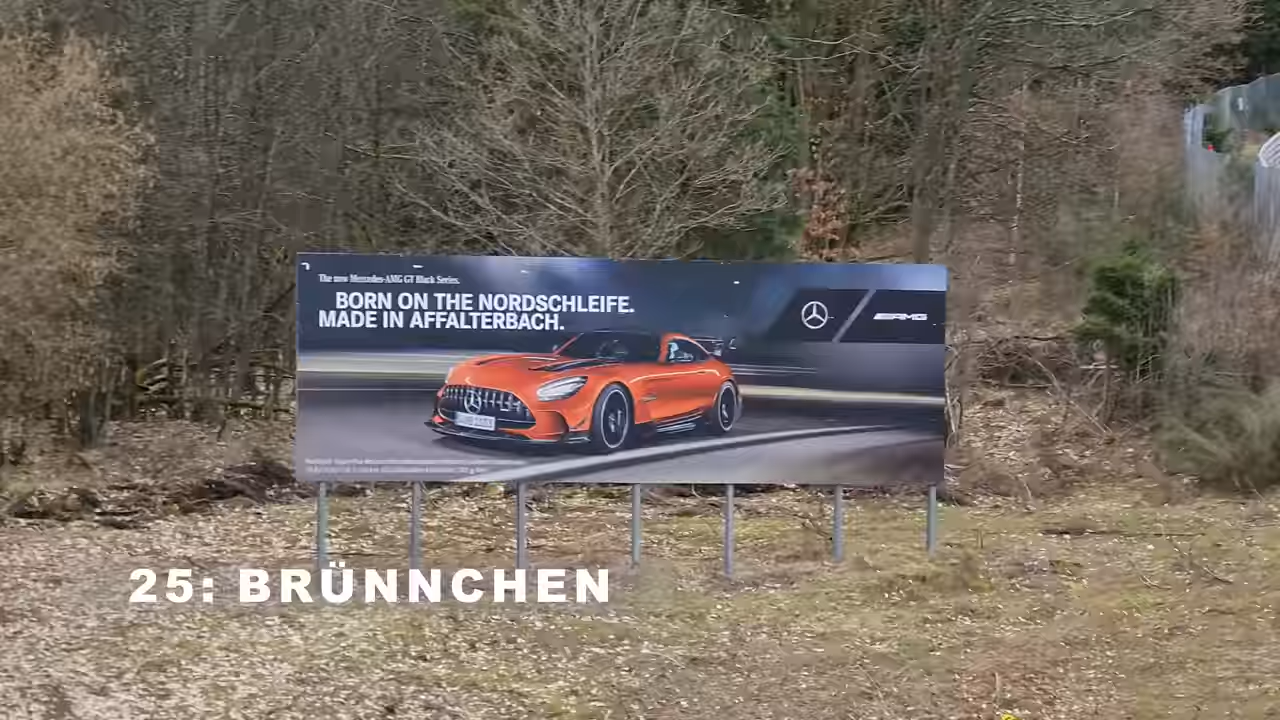 The new Mercedes-AMG GT Black Series.
BORN ON THE NORDSCHLEIFE.
MADE IN AFFALTERBACH.
AMG
25: BRÜNNCHEN